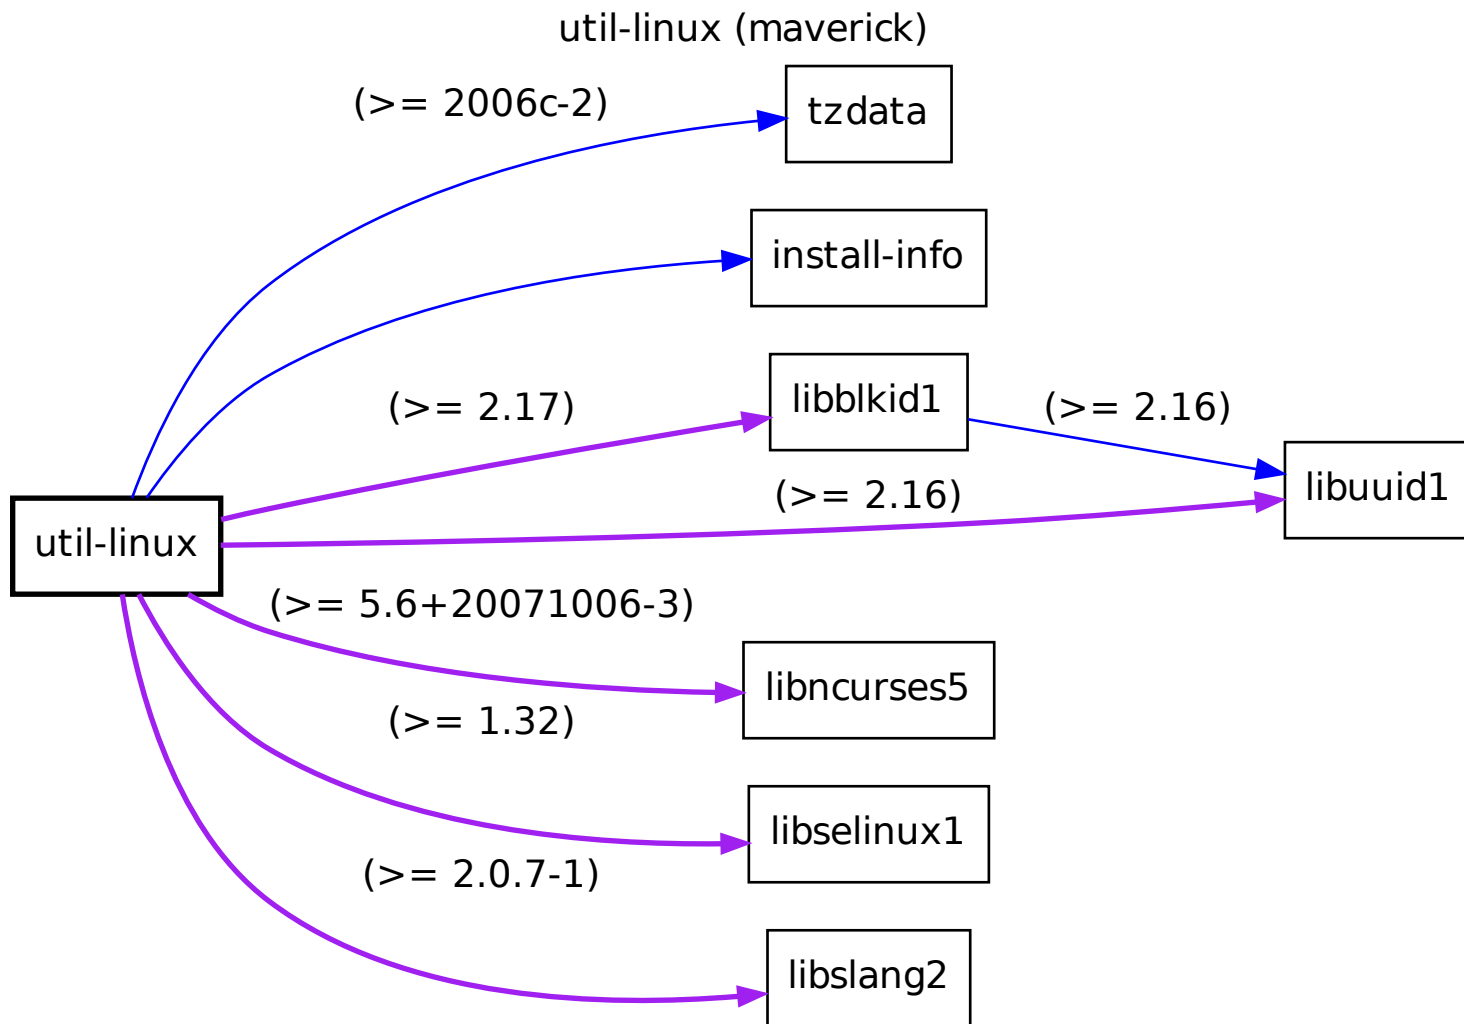 util-linux (maverick)
(>= 2006c-2)
tzdata
install-info
(>= 2.17)
libblkid1
(>= 2.16)
(>= 2.16)
libuuid1
util-linux
(>= 5.6+20071006-3)
libncurses5
(>= 1.32)
libselinux1
(>= 2.0.7-1)
libslang2